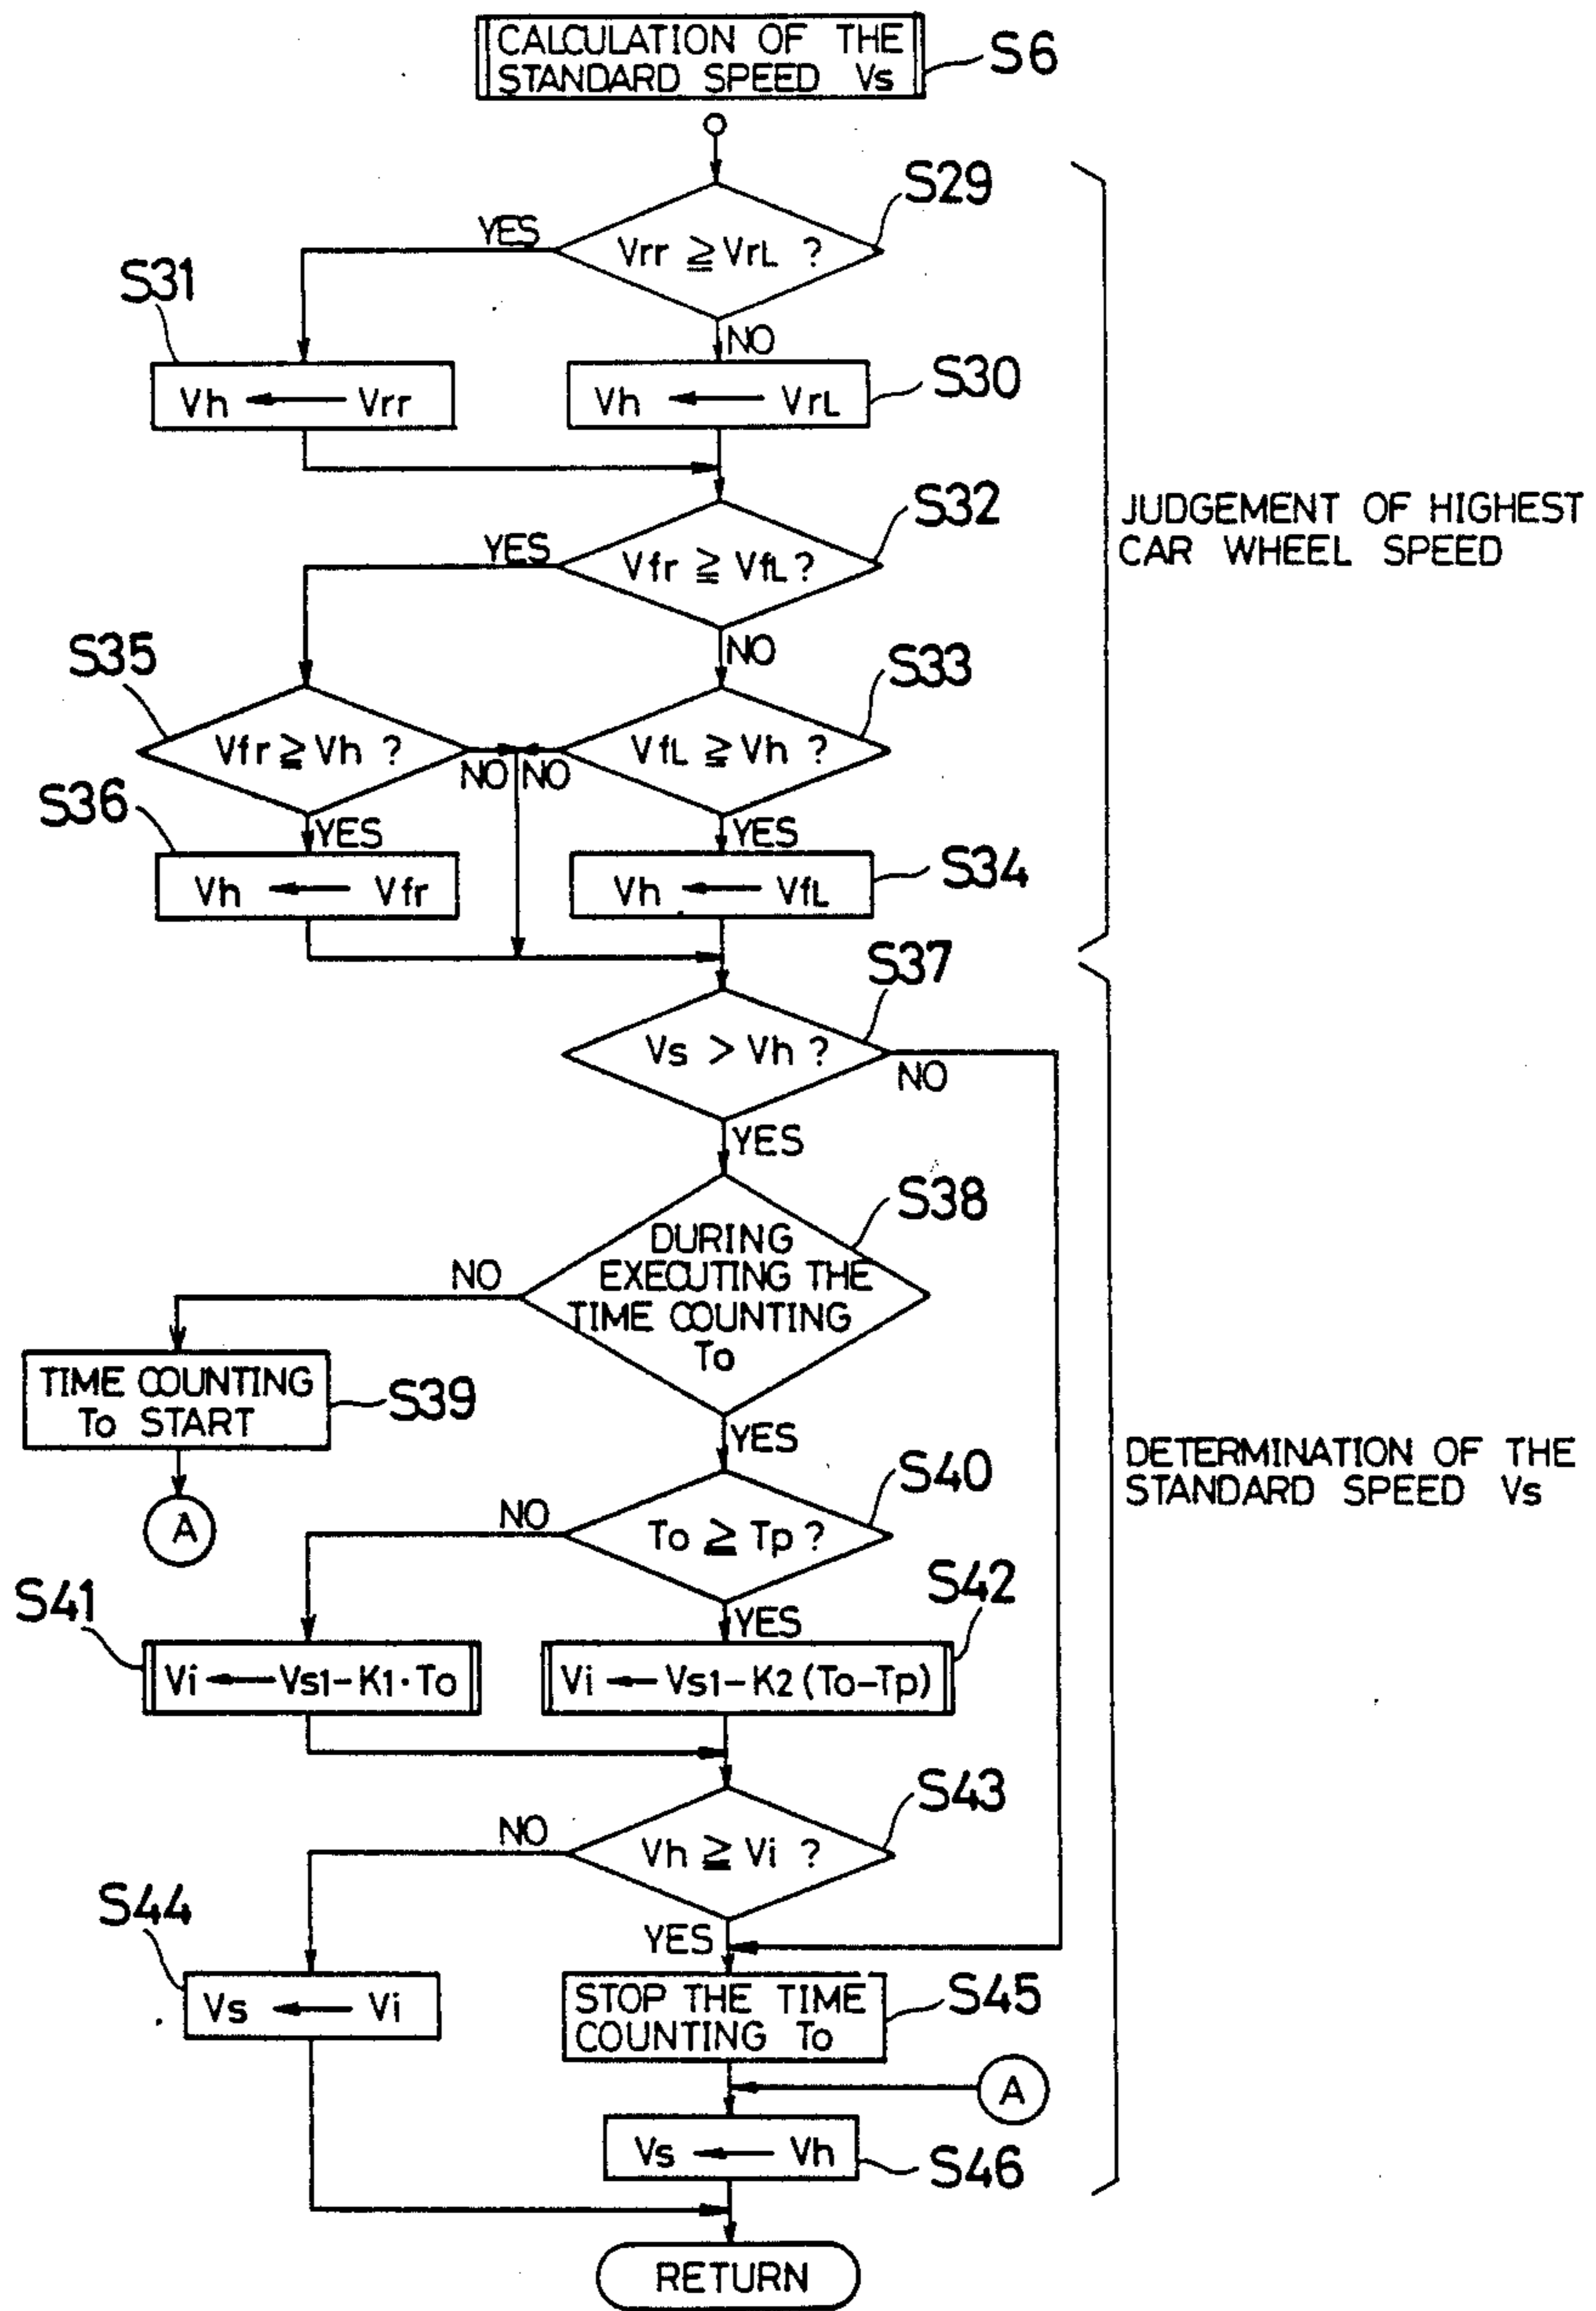 CALCULATION OF THE
STANDARD SPEED Vs
S6
S29
YES
Vrr ≧ VrL ?
S31
NO
S30
Vh ← Vrr
Vh ← VrL
S32
YES
Vfr ≧ VfL ?
JUDGEMENT OF HIGHEST
CAR WHEEL SPEED
NO
S35
S33
Vfr ≧ Vh ?
VfL ≧ Vh ?
NO
NO
S36
YES
YES
S34
Vh ← Vfr
Vh ← VfL
S37
Vs > Vh ?
NO
YES
S38
DURING
EXECUTING THE
TIME COUNTING
To
NO
TIME COUNTING
To START
S39
YES
DETERMINATION OF THE
STANDARD SPEED Vs
S40
A
NO
To ≧ Tp ?
S41
S42
YES
Vi ← Vs1 - K1 · To
Vi ← Vs1 - K2 (To - Tp)
S43
NO
Vh ≧ Vi ?
S44
YES
Vs ← Vi
STOP THE TIME
COUNTING To
S45
A
Vs ← Vh
S46
RETURN